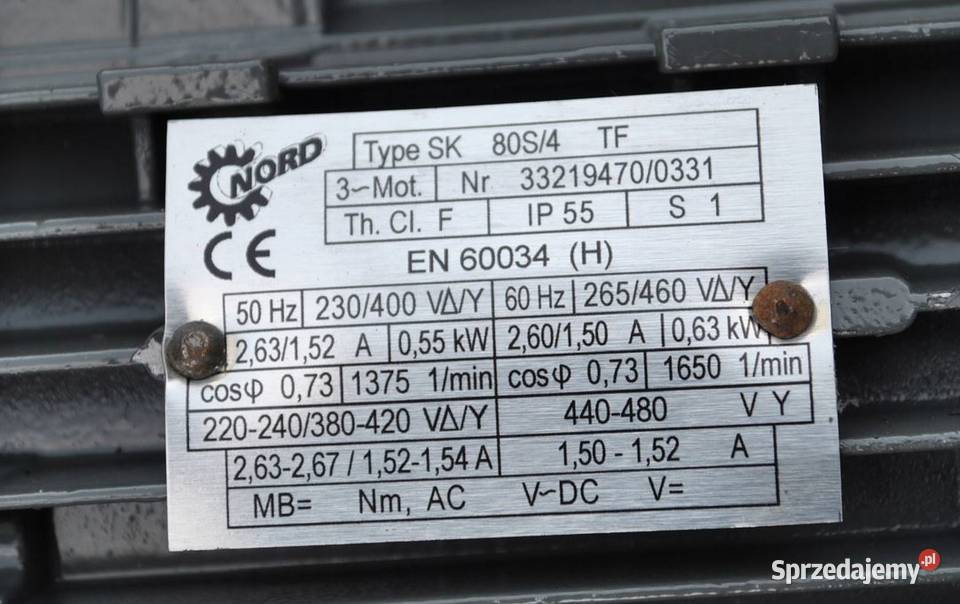 NORD
Type SK 80S/4 TF
3~Mot. Nr 33219470/0331
Th. Cl. F IP 55 S 1
CE
EN 60034 (H)
50 Hz 230/400 VΔ/Y 60 Hz 265/460 VΔ/Y
2,63/1,52 A 0,55 kW 2,60/1,50 A 0,63 kW
cosφ 0,73 1375 1/min cosφ 0,73 1650 1/min
220-240/380-420 VΔ/Y 440-480 V Y
2,63-2,67 / 1,52-1,54 A 1,50 - 1,52 A
MB= Nm, AC V~DC V=
Sprzedajemy.pl